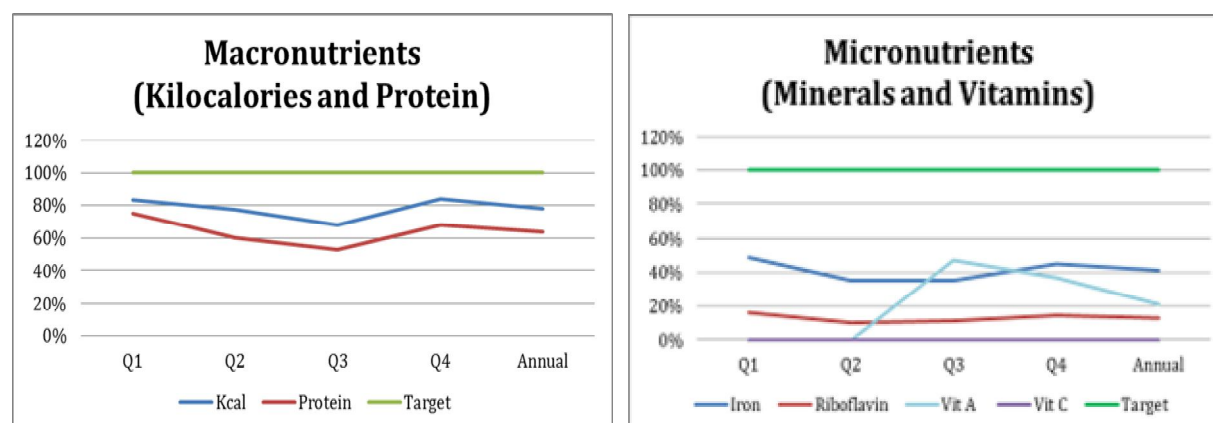 Macronutrients
(Kilocalories and Protein)
120%
100%
80%
60%
40%
20%
0%
Q1 Q2 Q3 Q4 Annual
Kcal Protein Target
Micronutrients
(Minerals and Vitamins)
120%
100%
80%
60%
40%
20%
0%
Q1 Q2 Q3 Q4 Annual
Iron Riboflavin Vit A Vit C Target